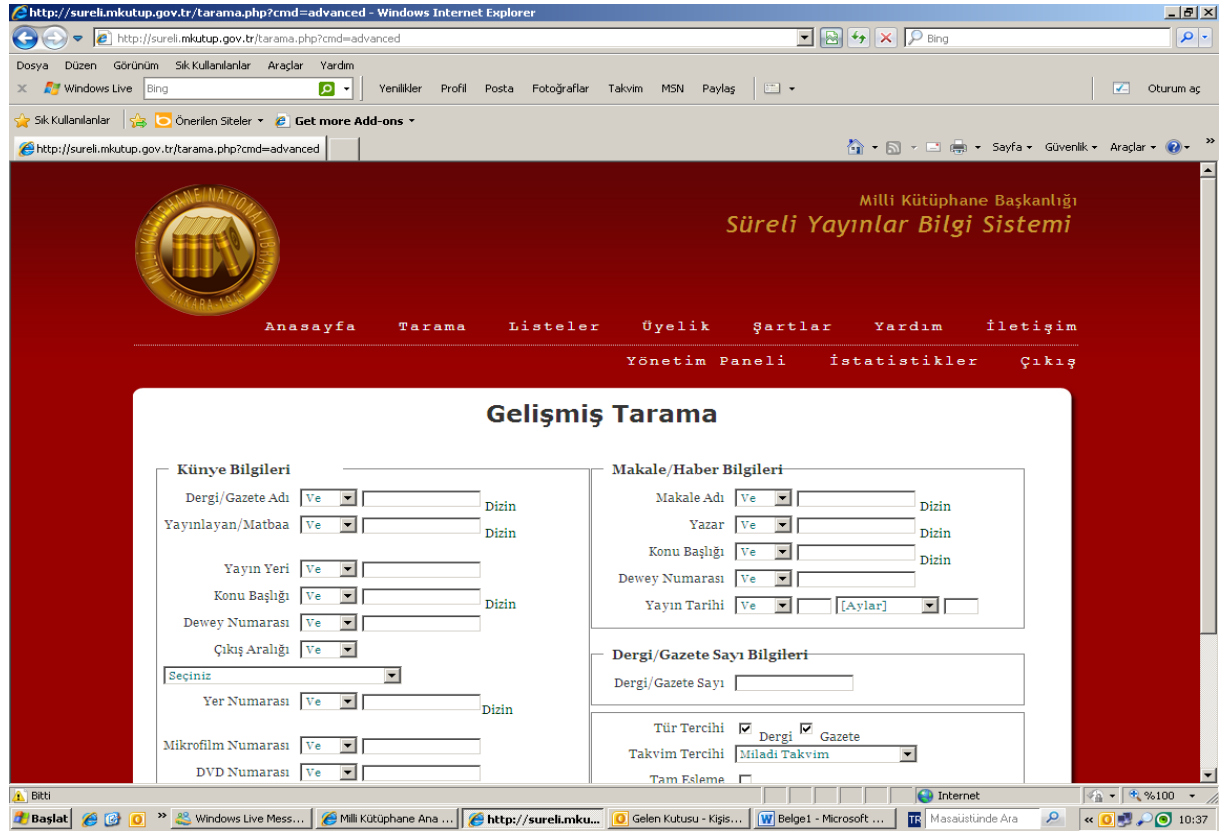 http://sureli.mkutup.gov.tr/tarama.php?cmd=advanced - Windows Internet Explorer
http://sureli.mkutup.gov.tr/tarama.php?cmd=advanced Bing
Dosya Düzen Görünüm Sık Kullanılanlar Araçlar Yardım
Windows Live Bing Yenilikler Profil Posta Fotoğraflar Takvim MSN Paylaş Oturum aç
Sık Kullanılanlar Önerilen Siteler Get more Add-ons
http://sureli.mkutup.gov.tr/tarama.php?cmd=advanced Sayfa Güvenlik Araçlar
MİLLİ KÜTÜPHANE/NATIONAL LIBRARY
ANKARA-1946
Milli Kütüphane Başkanlığı
Süreli Yayınlar Bilgi Sistemi
Anasayfa Tarama Listeler Üyelik Şartlar Yardım İletişim
Yönetim Paneli İstatistikler Çıkış
Gelişmiş Tarama
Künye Bilgileri
Dergi/Gazete Adı Ve Dizin
Yayınlayan/Matbaa Ve Dizin
Yayın Yeri Ve
Konu Başlığı Ve Dizin
Dewey Numarası Ve
Çıkış Aralığı Ve
Seçiniz
Yer Numarası Ve Dizin
Mikrofilm Numarası Ve
DVD Numarası Ve
Makale/Haber Bilgileri
Makale Adı Ve Dizin
Yazar Ve Dizin
Konu Başlığı Ve Dizin
Dewey Numarası Ve
Yayın Tarihi Ve [Aylar]
Dergi/Gazete Sayı Bilgileri
Dergi/Gazete Sayı
Tür Tercihi Dergi Gazete
Takvim Tercihi Miladi Takvim
Tam Eşleme
Bitti Internet %100
Başlat Windows Live Mess... Milli Kütüphane Ana ... http://sureli.mku... Gelen Kutusu - Kişis... Belge1 - Microsoft ... TR Masaüstünde Ara 10:37